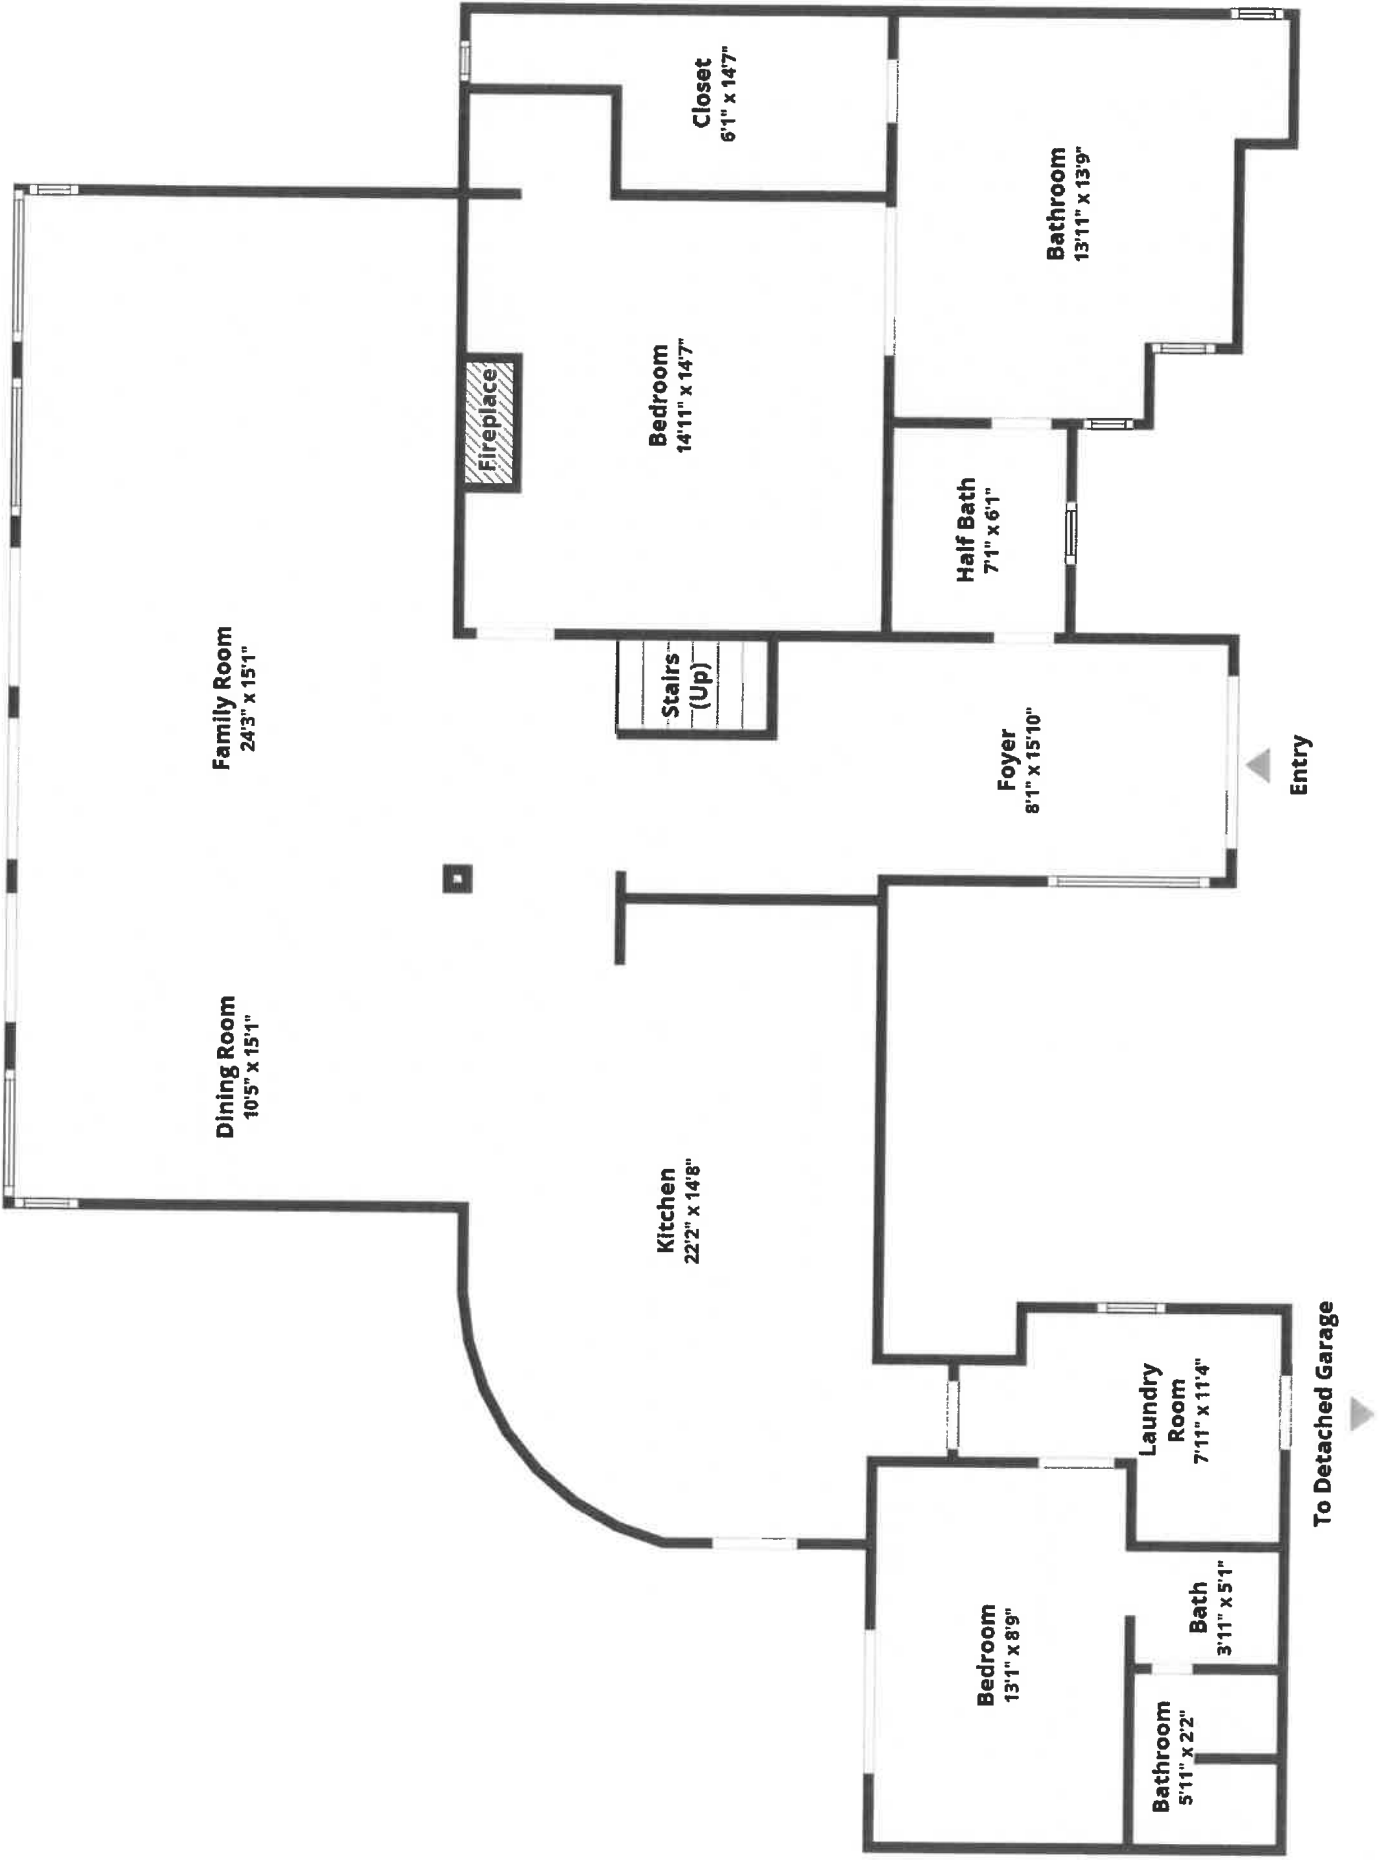 Dining Room
10'5" x 15'1"
Family Room
24'3" x 15'1"
Fireplace
Closet
6'1" x 14'7"
Bedroom
14'11" x 14'7"
Stairs
(Up)
Kitchen
22'2" x 14'8"
Bathroom
13'11" x 13'9"
Half Bath
7'1" x 6'1"
Foyer
8'1" x 15'10"
Entry
Bedroom
13'1" x 8'9"
Laundry
Room
7'11" x 11'4"
Bath
3'11" x 5'1"
Bathroom
5'11" x 2'2"
To Detached Garage